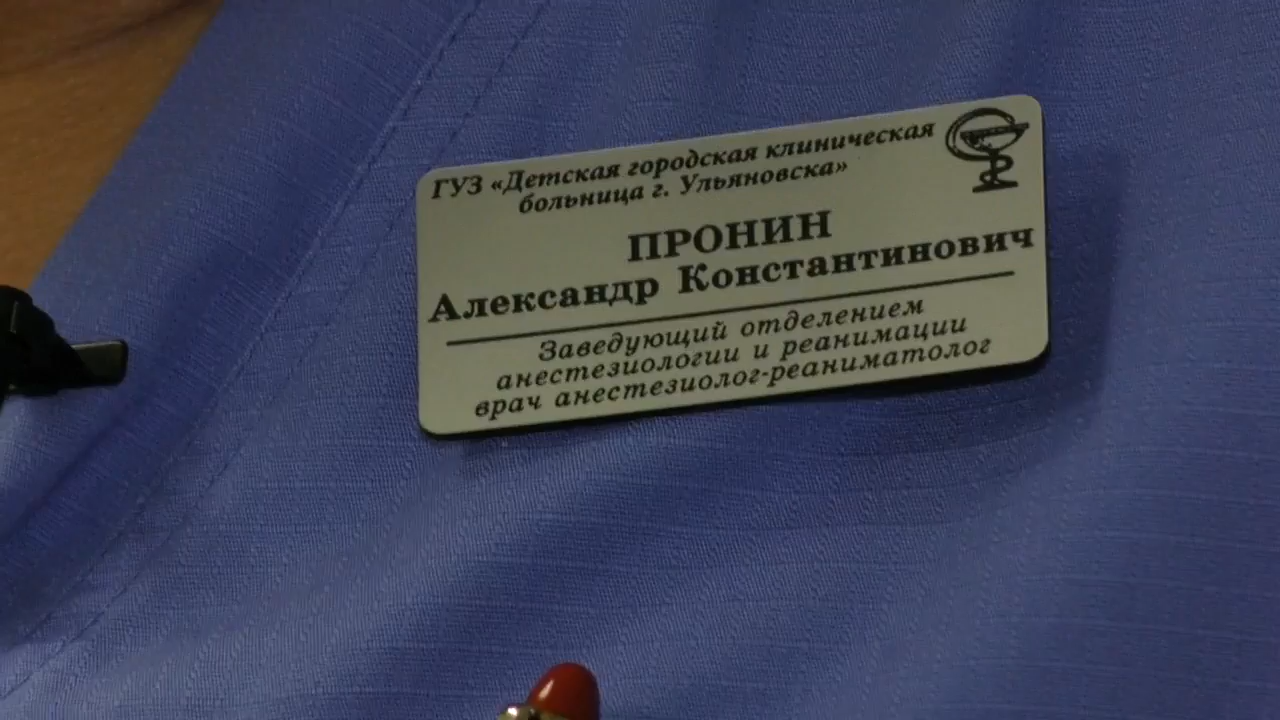 ГУЗ «Детская городская клиническая
больница г. Ульяновска»
ПРОНИН
Александр Константинович
Заведующий отделением
анестезиологии и реанимации
врач анестезиолог-реаниматолог